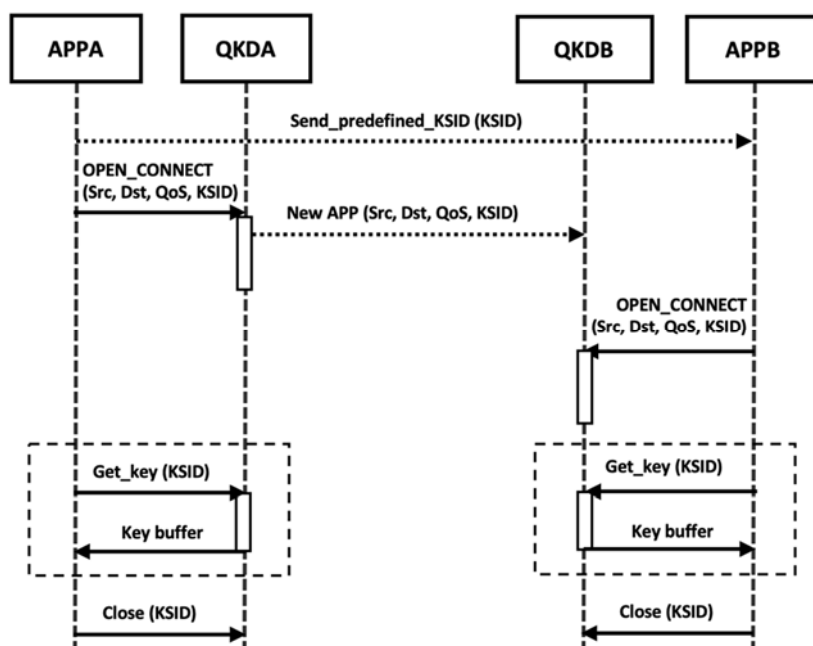 APPA
QKDA
QKDB
APPB
Send_predefined_KSID (KSID)
OPEN_CONNECT
(Src, Dst, QoS, KSID)
New APP (Src, Dst, QoS, KSID)
OPEN_CONNECT
(Src, Dst, QoS, KSID)
Get_key (KSID)
Get_key (KSID)
Key buffer
Key buffer
Close (KSID)
Close (KSID)